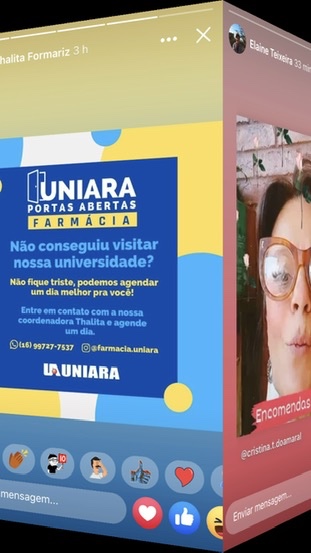 Thalita Formariz 3 h
UNIARA
PORTAS ABERTAS
FARMÁCIA
Não conseguiu visitar
nossa universidade?
Não fique triste, podemos agendar
um dia melhor pra você!
Entre em contato com a nossa
coordenadora Thalita e agende
um dia.
(16) 99727-7537 @farmacia.uniara
UNIARA
mensagem...
Elaine Teixeira 33 min
Encomendas
@cristina.t.doamaral
Enviar mensagem...